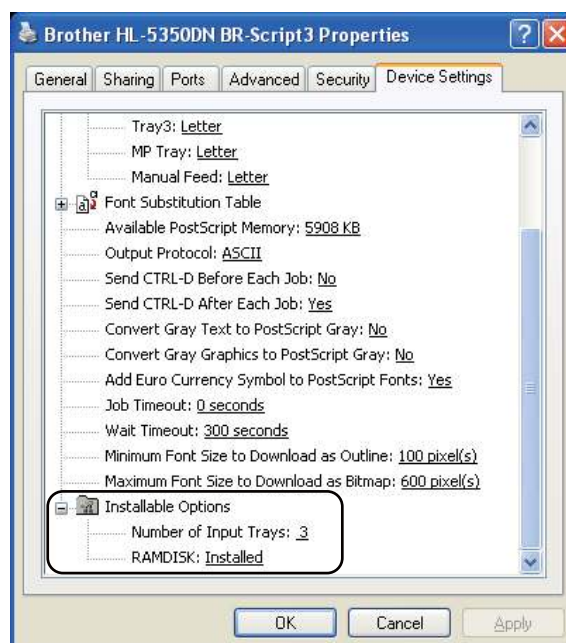 Brother HL-5350DN BR-Script3 Properties
General Sharing Ports Advanced Security Device Settings
Tray3: Letter
MP Tray: Letter
Manual Feed: Letter
Font Substitution Table
Available PostScript Memory: 5908 KB
Output Protocol: ASCII
Send CTRL-D Before Each Job: No
Send CTRL-D After Each Job: Yes
Convert Gray Text to PostScript Gray: No
Convert Gray Graphics to PostScript Gray: No
Add Euro Currency Symbol to PostScript Fonts: Yes
Job Timeout: 0 seconds
Wait Timeout: 300 seconds
Minimum Font Size to Download as Outline: 100 pixel(s)
Maximum Font Size to Download as Bitmap: 600 pixel(s)
Installable Options
Number of Input Trays: 3
RAMDISK: Installed
OK Cancel Apply